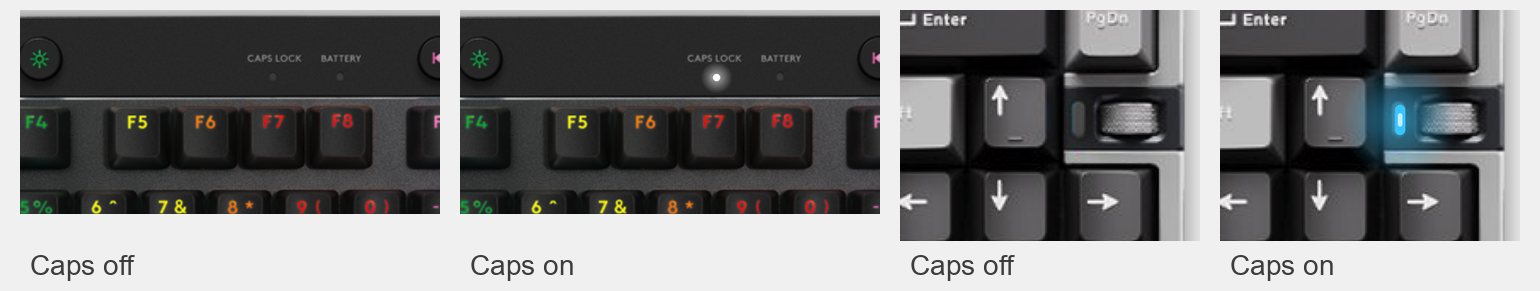 CAPS LOCK BATTERY
F4 F5 F6 F7 F8
5% 6 ^ 7 & 8 * 9 ( 0 )
Caps off
CAPS LOCK BATTERY
F4 F5 F6 F7 F8
5% 6 ^ 7 & 8 * 9 ( 0 )
Caps on
Enter PgDn
Caps off
Enter PgDn
Caps on